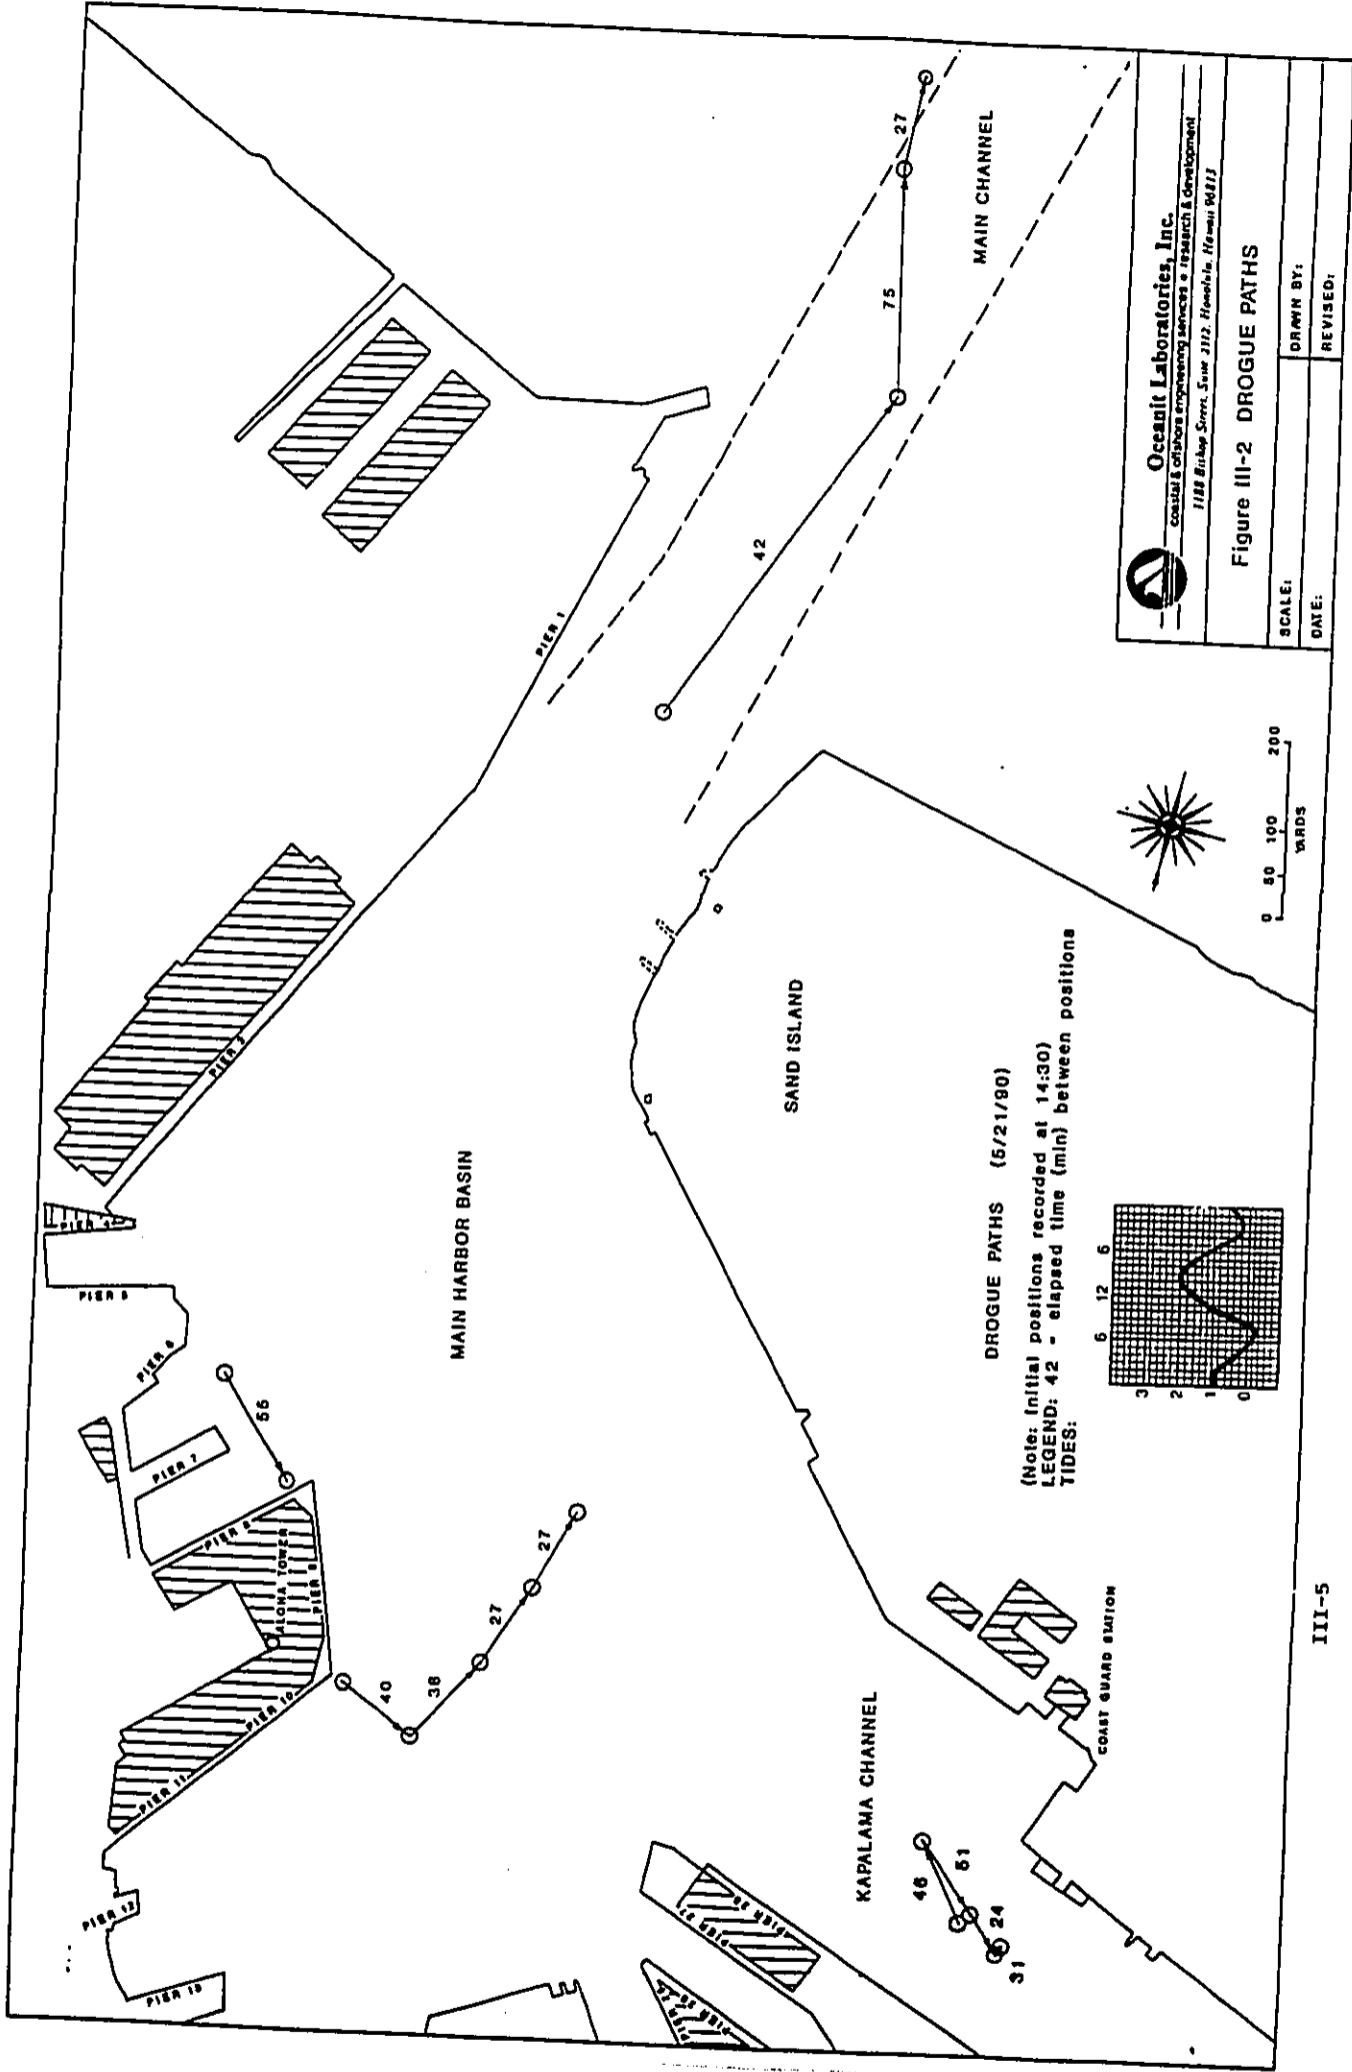 PIER 1
PIER 2
PIER 4
PIER 5
PIER 6
PIER 7
PIER 8
PIER 9
ALOHA TOWER
PIER 10
PIER 11
PIER 12
PIER 13
MAIN HARBOR BASIN
MAIN CHANNEL
SAND ISLAND
KAPALAMA CHANNEL
COAST GUARD STATION
27
75
42
55
40
38
27
27
46
51
24
31
DROGUE PATHS (5/21/90)
(Note: Initial positions recorded at 14:30)
LEGEND: 42 - elapsed time (min) between positions
TIDES:
6 12 6
3
2
1
0
0 50 100 200
YARDS
Oceanit Laboratories, Inc.
coastal & offshore engineering services • research & development
1188 Bishop Street, Suite 2312, Honolulu, Hawaii 96813
Figure III-2 DROGUE PATHS
SCALE:
DRAWN BY:
DATE:
REVISED:
III-5